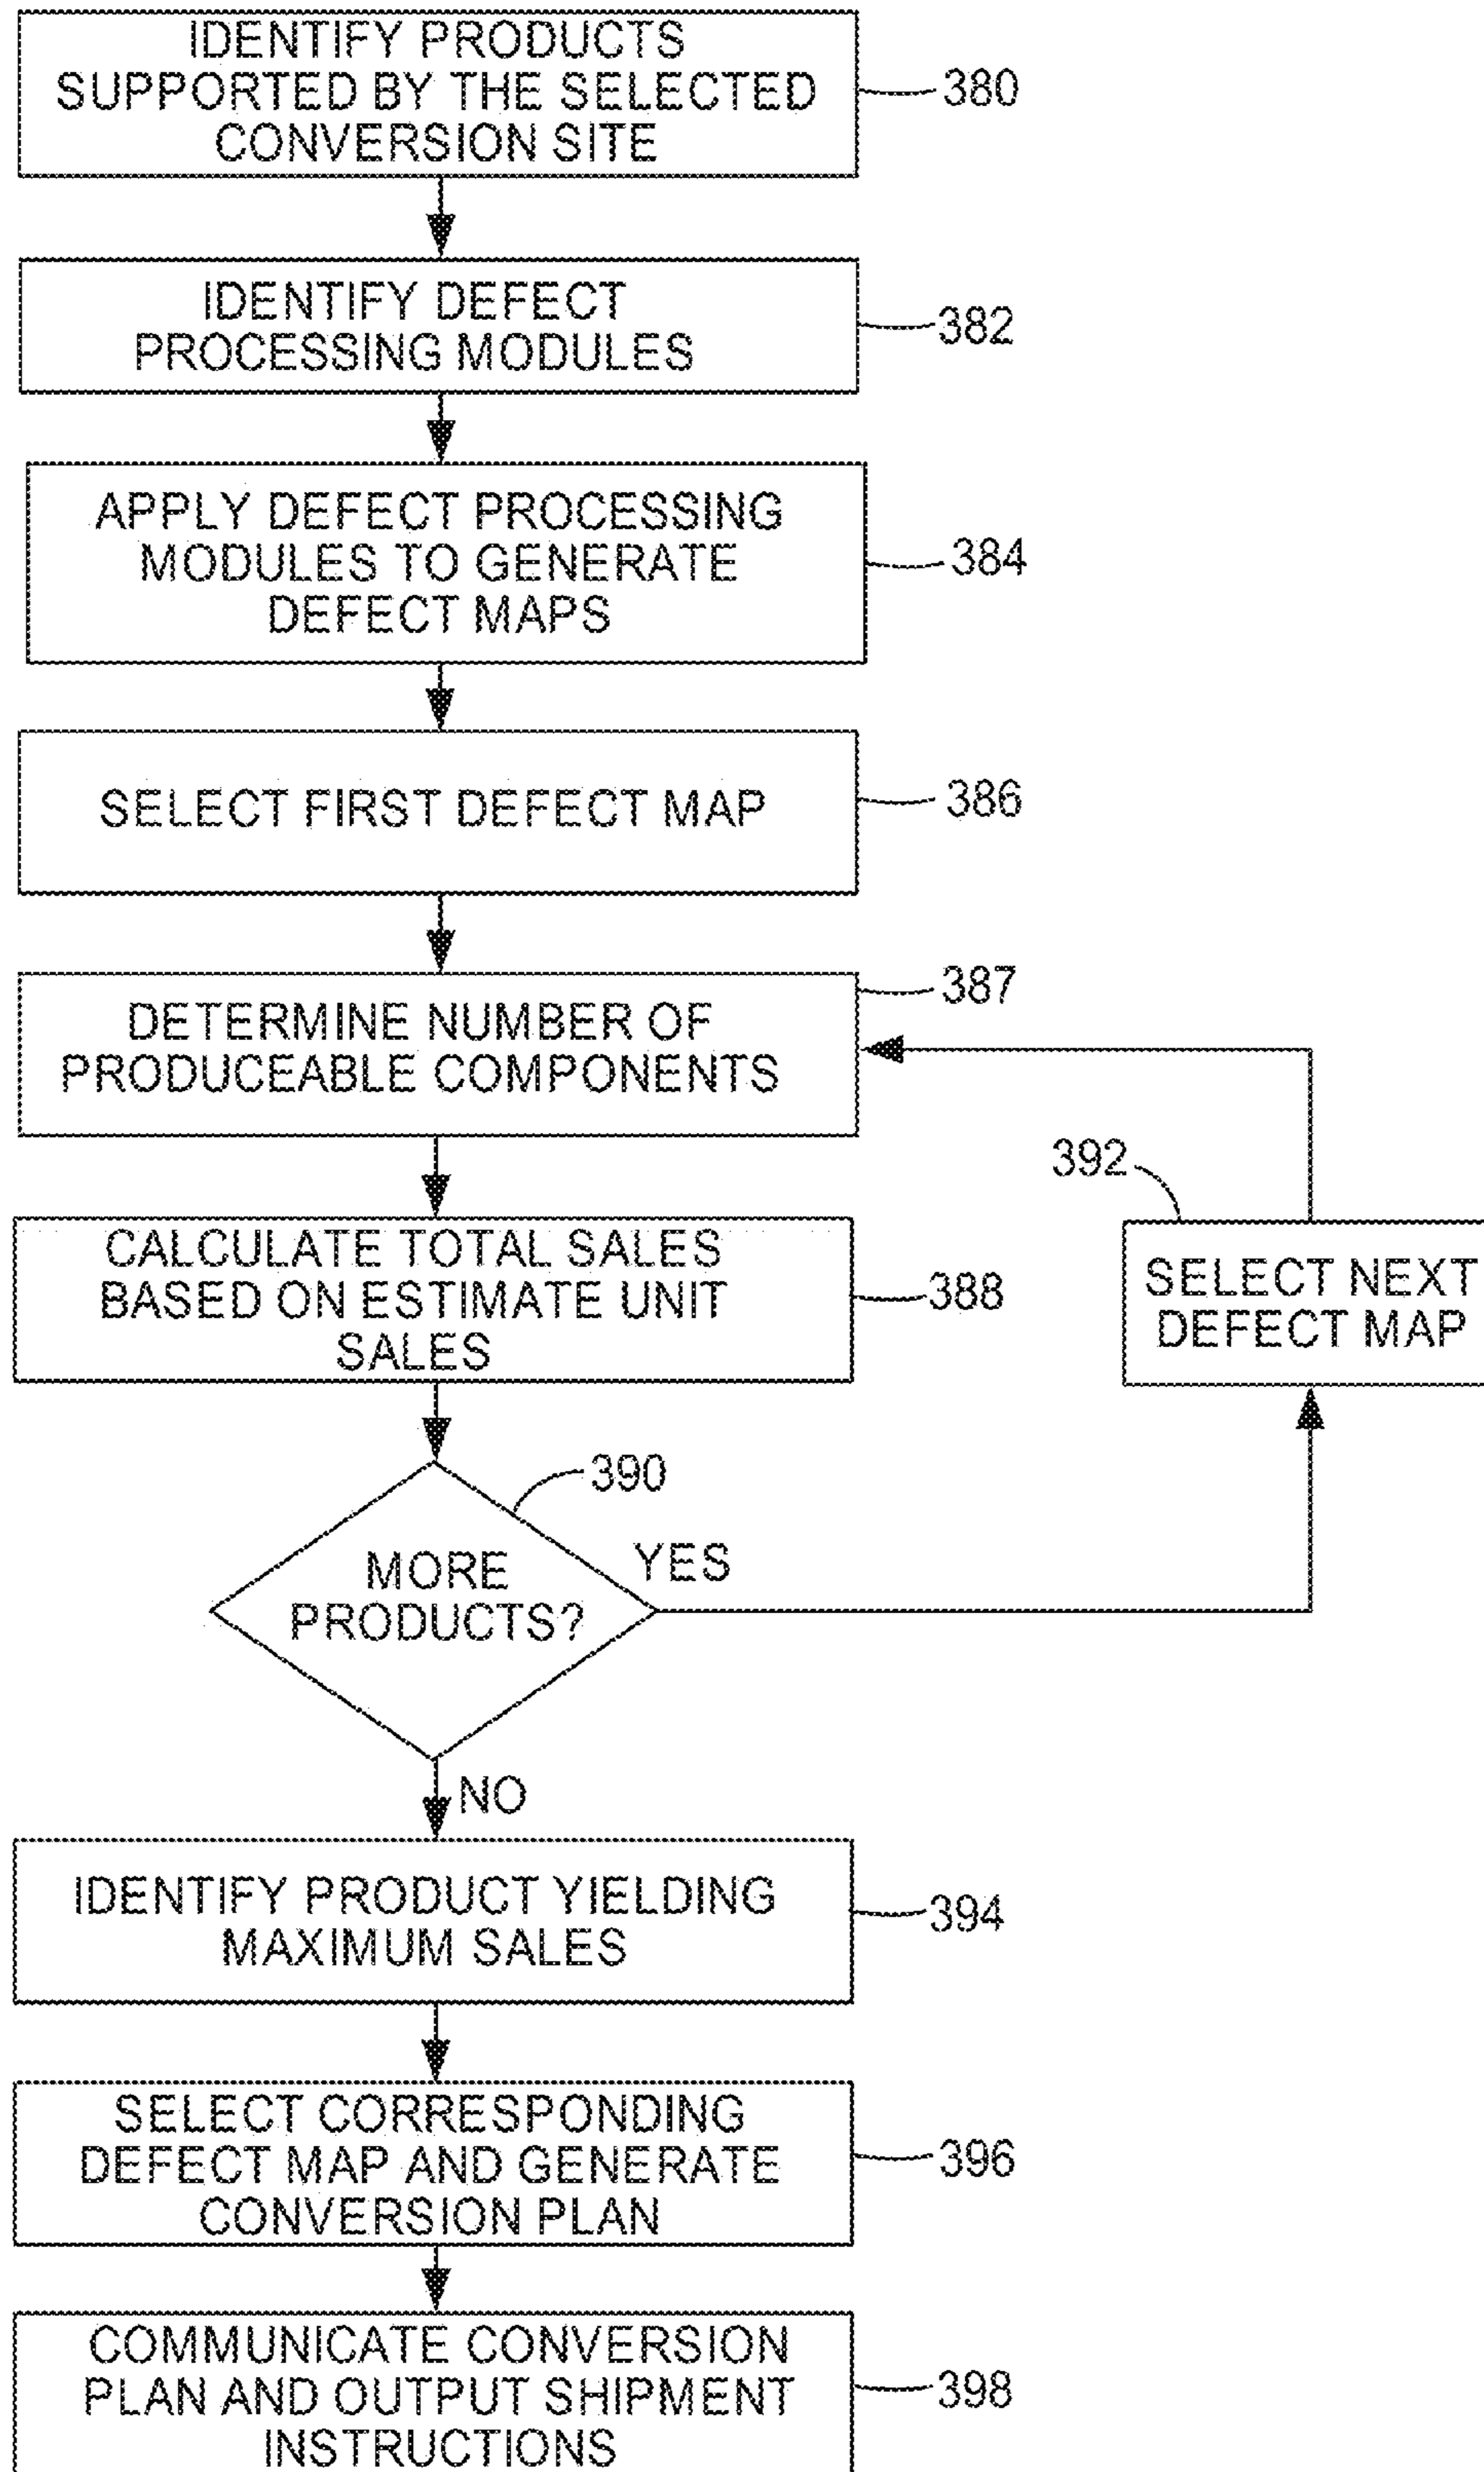 IDENTIFY PRODUCTS
SUPPORTED BY THE SELECTED
CONVERSION SITE
380
IDENTIFY DEFECT
PROCESSING MODULES
382
APPLY DEFECT PROCESSING
MODULES TO GENERATE
DEFECT MAPS
384
SELECT FIRST DEFECT MAP
386
DETERMINE NUMBER OF
PRODUCEABLE COMPONENTS
387
392
SELECT NEXT
DEFECT MAP
CALCULATE TOTAL SALES
BASED ON ESTIMATE UNIT
SALES
388
390
MORE
PRODUCTS?
YES
NO
IDENTIFY PRODUCT YIELDING
MAXIMUM SALES
394
SELECT CORRESPONDING
DEFECT MAP AND GENERATE
CONVERSION PLAN
396
COMMUNICATE CONVERSION
PLAN AND OUTPUT SHIPMENT
INSTRUCTIONS
398